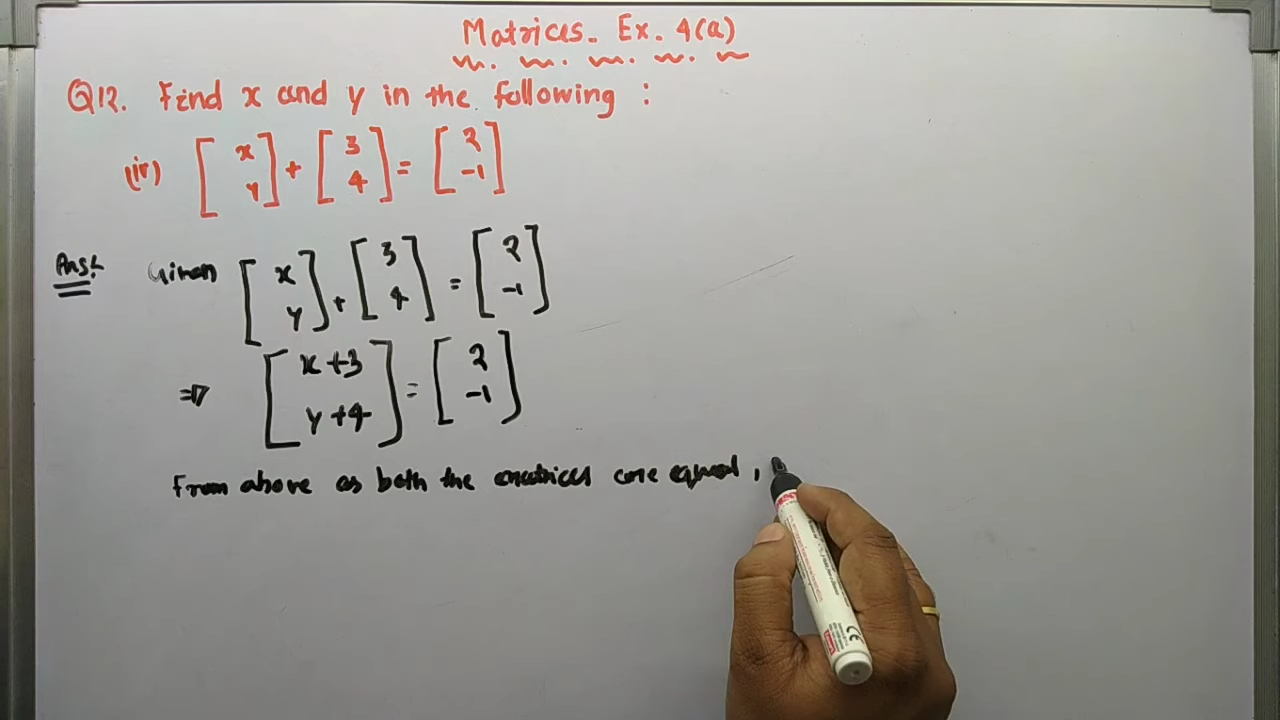 Matrices. Ex. 4(a)
Q12. Find x and y in the following :
(iv) [x y] + [3 4] = [2 -1]
Ans:
Given [x y] + [3 4] = [2 -1]
⇒ [x+3 y+4] = [2 -1]
From above as both the matrices are equal,